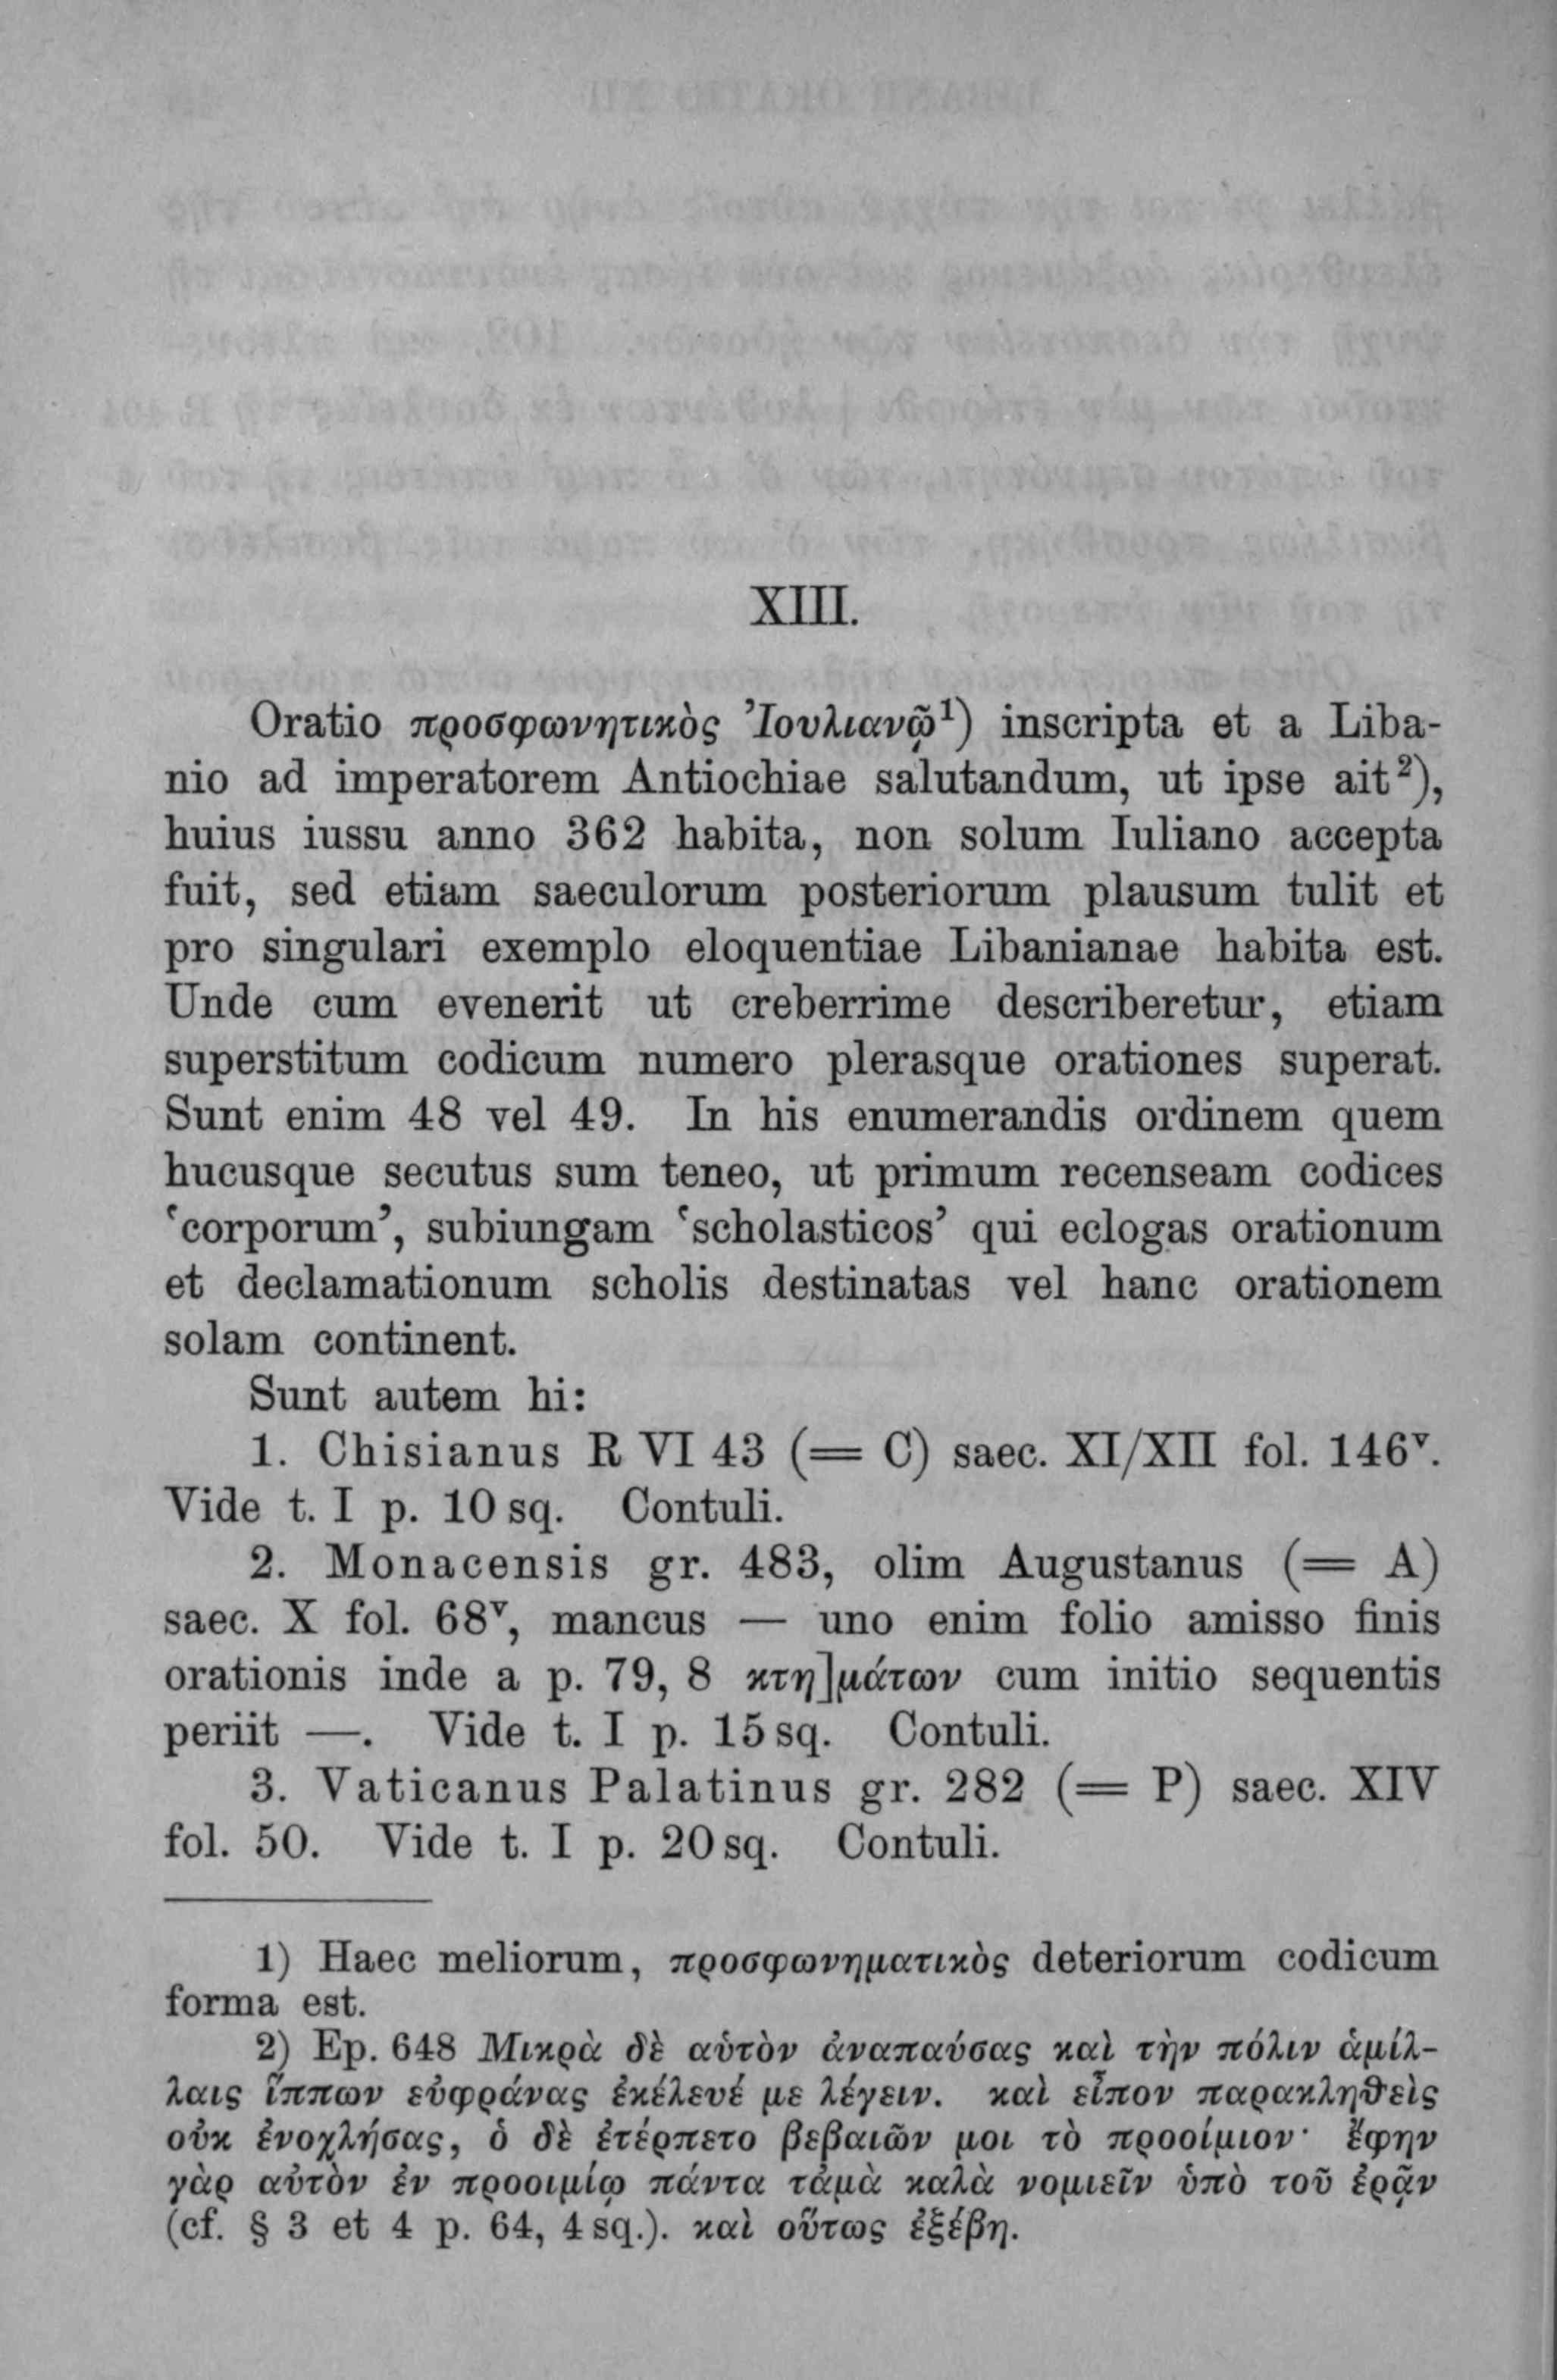 XIII.
Oratio προσφωνητικὸς Ἰουλιανῷ¹) inscripta et a Liba-
nio ad imperatorem Antiochiae salutandum, ut ipse ait²),
huius iussu anno 362 habita, non solum Iuliano accepta
fuit, sed etiam saeculorum posteriorum plausum tulit et
pro singulari exemplo eloquentiae Libanianae habita est.
Unde cum evenerit ut creberrime describeretur, etiam
superstitum codicum numero plerasque orationes superat.
Sunt enim 48 vel 49. In his enumerandis ordinem quem
hucusque secutus sum teneo, ut primum recenseam codices
‘corporum’, subiungam ‘scholasticos’ qui eclogas orationum
et declamationum scholis destinatas vel hanc orationem
solam continent.
Sunt autem hi:
1. Chisianus R VI 43 (= C) saec. XI/XII fol. 146ᵛ.
Vide t. I p. 10 sq. Contuli.
2. Monacensis gr. 483, olim Augustanus (= A)
saec. X fol. 68ᵛ, mancus — uno enim folio amisso finis
orationis inde a p. 79, 8 κτη]μάτων cum initio sequentis
periit —. Vide t. I p. 15 sq. Contuli.
3. Vaticanus Palatinus gr. 282 (= P) saec. XIV
fol. 50. Vide t. I p. 20 sq. Contuli.
1) Haec meliorum, προσφωνηματικὸς deteriorum codicum
forma est.
2) Ep. 648 Μικρὰ δὲ αὑτὸν ἀναπαύσας καὶ τὴν πόλιν ἁμίλ-
λαις ἵππων εὐφράνας ἐκέλευέ με λέγειν. καὶ εἶπον παρακληθεὶς
οὐκ ἐνοχλήσας, ὁ δὲ ἐτέρπετο βεβαιῶν μοι τὸ προοίμιον· ἔφην
γὰρ αὐτὸν ἐν προοιμίῳ πάντα τἀμὰ καλὰ νομιεῖν ὑπὸ τοῦ ἐρᾶν
(cf. § 3 et 4 p. 64, 4 sq.). καὶ οὕτως ἐξέβη.